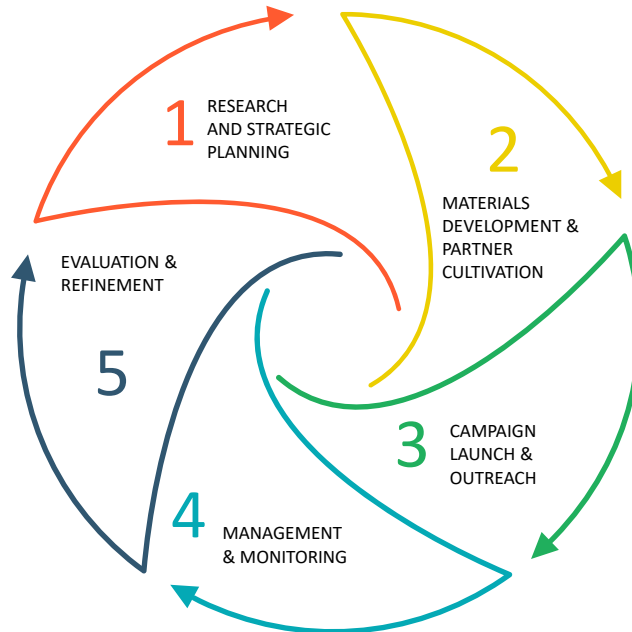 1
RESEARCH
AND STRATEGIC
PLANNING
2
MATERIALS
DEVELOPMENT &
PARTNER
CULTIVATION
3
CAMPAIGN
LAUNCH &
OUTREACH
4
MANAGEMENT
& MONITORING
5
EVALUATION &
REFINEMENT